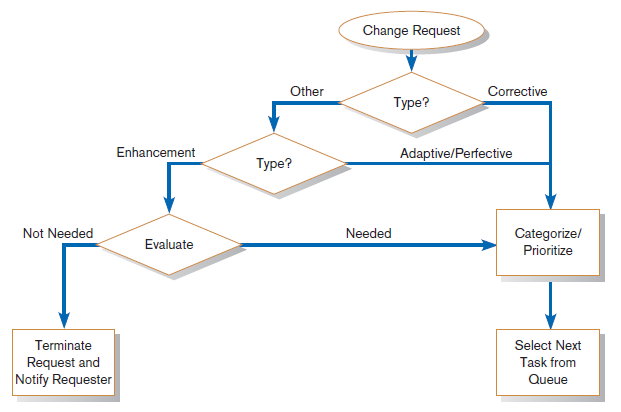 Change Request
Other
Type?
Corrective
Enhancement
Type?
Adaptive/Perfective
Not Needed
Evaluate
Needed
Categorize/
Prioritize
Terminate
Request and
Notify Requester
Select Next
Task from
Queue